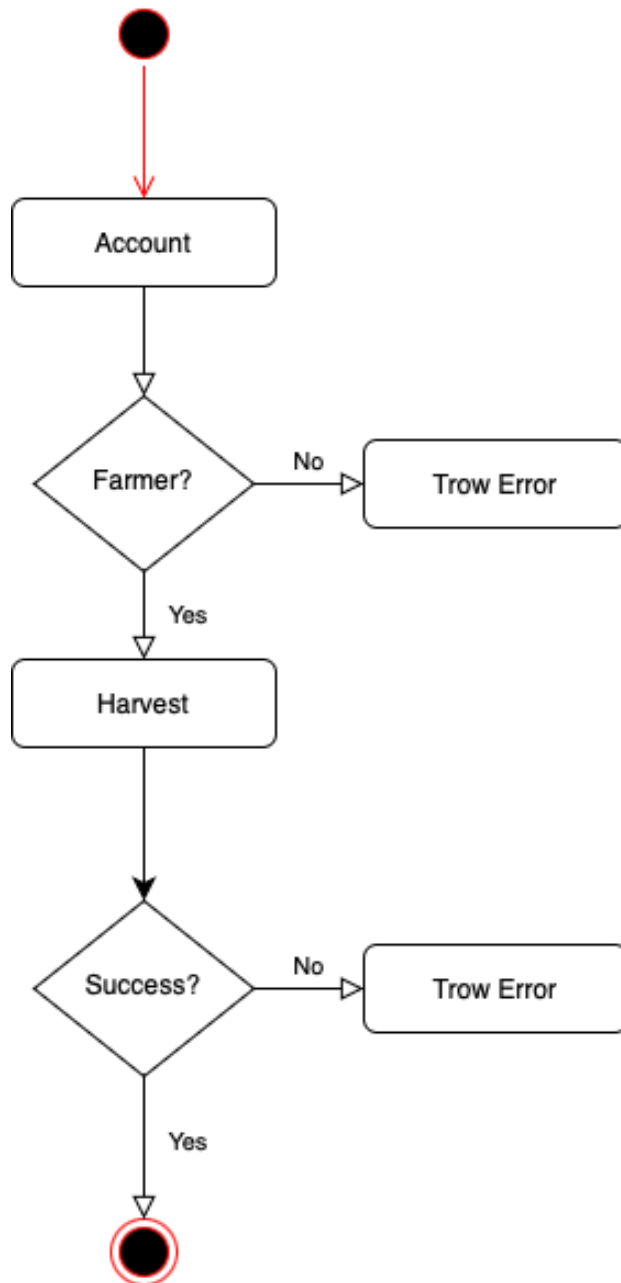 Account
Farmer?
No
Trow Error
Yes
Harvest
Success?
No
Trow Error
Yes